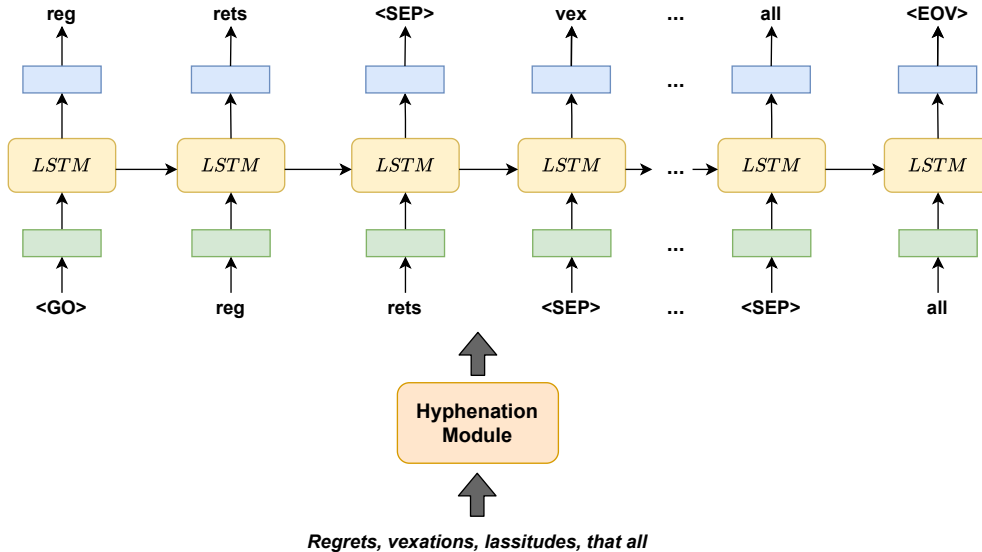 reg rets <SEP> vex ... all <EOV>
...
LSTM LSTM LSTM LSTM ... LSTM LSTM
...
<GO> reg rets <SEP> ... <SEP> all
Hyphenation
Module
Regrets, vexations, lassitudes, that all